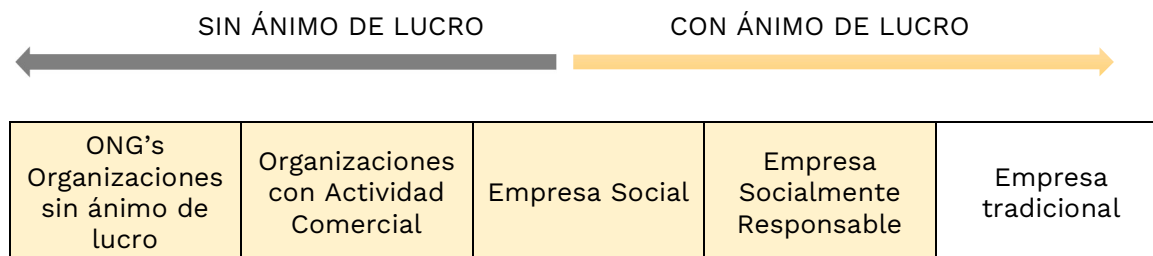 SIN ÁNIMO DE LUCRO
CON ÁNIMO DE LUCRO
ONG’s
Organizaciones
sin ánimo de
lucro
Organizaciones
con Actividad
Comercial
Empresa Social
Empresa
Socialmente
Responsable
Empresa
tradicional